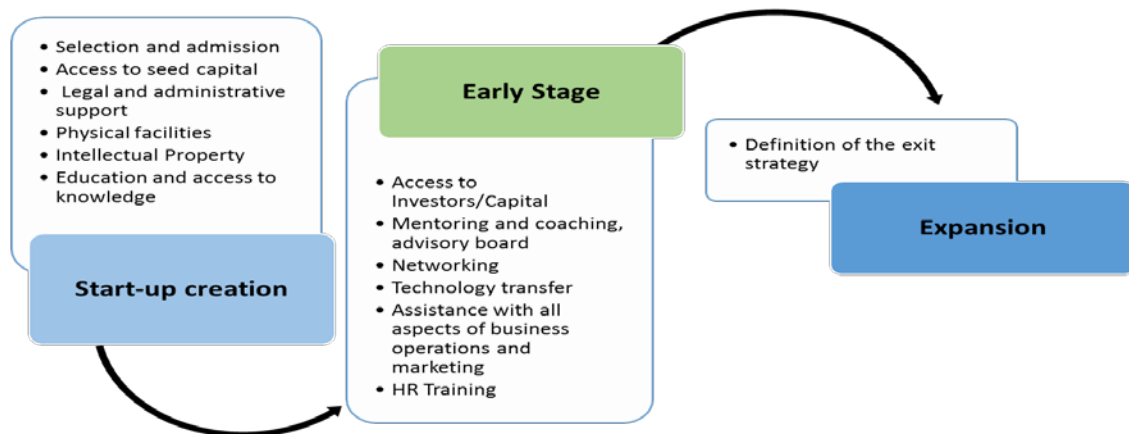 • Selection and admission
• Access to seed capital
• Legal and administrative
support
• Physical facilities
• Intellectual Property
• Education and access to
knowledge
Start-up creation
Early Stage
• Access to
Investors/Capital
• Mentoring and coaching,
advisory board
• Networking
• Technology transfer
• Assistance with all
aspects of business
operations and
marketing
• HR Training
• Definition of the exit
strategy
Expansion